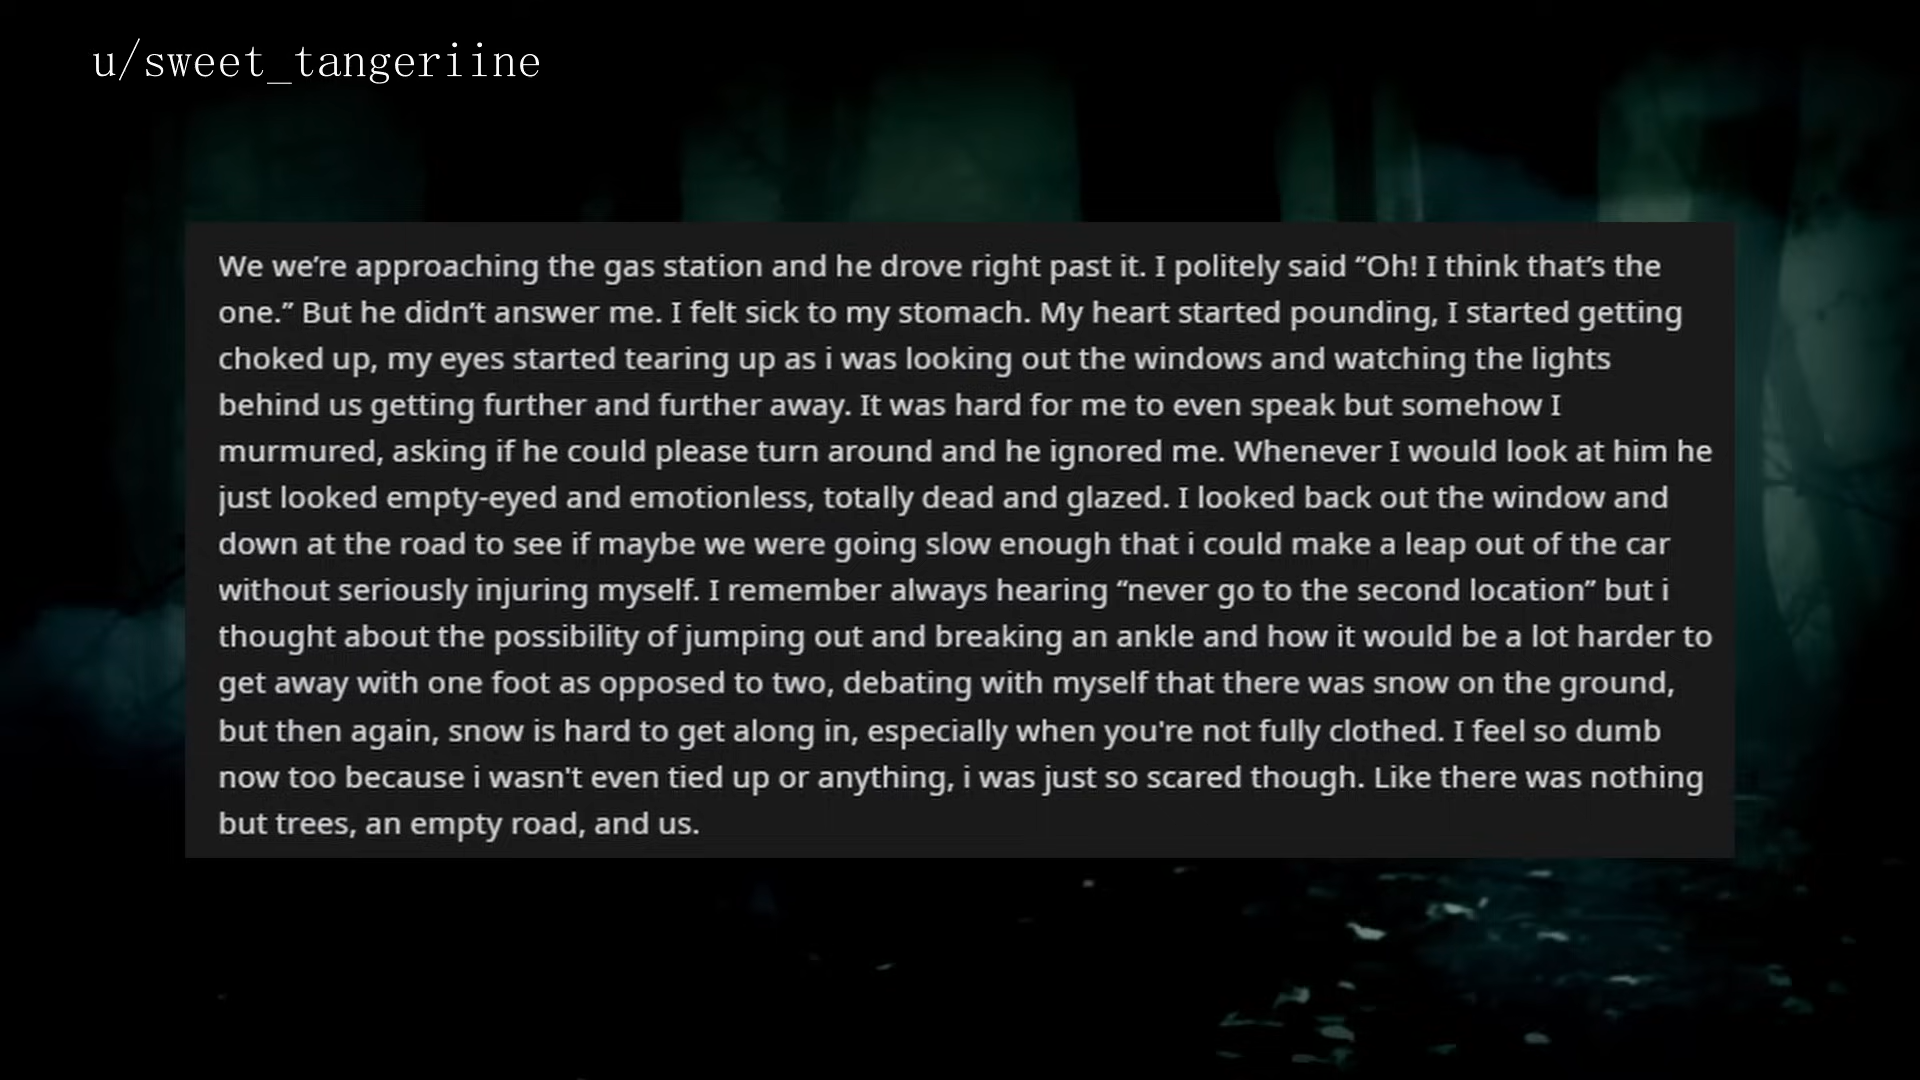 u/sweet_tangeriine
We we’re approaching the gas station and he drove right past it. I politely said “Oh! I think that’s the
one.” But he didn’t answer me. I felt sick to my stomach. My heart started pounding, I started getting
choked up, my eyes started tearing up as i was looking out the windows and watching the lights
behind us getting further and further away. It was hard for me to even speak but somehow I
murmured, asking if he could please turn around and he ignored me. Whenever I would look at him he
just looked empty-eyed and emotionless, totally dead and glazed. I looked back out the window and
down at the road to see if maybe we were going slow enough that i could make a leap out of the car
without seriously injuring myself. I remember always hearing “never go to the second location” but i
thought about the possibility of jumping out and breaking an ankle and how it would be a lot harder to
get away with one foot as opposed to two, debating with myself that there was snow on the ground,
but then again, snow is hard to get along in, especially when you're not fully clothed. I feel so dumb
now too because i wasn't even tied up or anything, i was just so scared though. Like there was nothing
but trees, an empty road, and us.